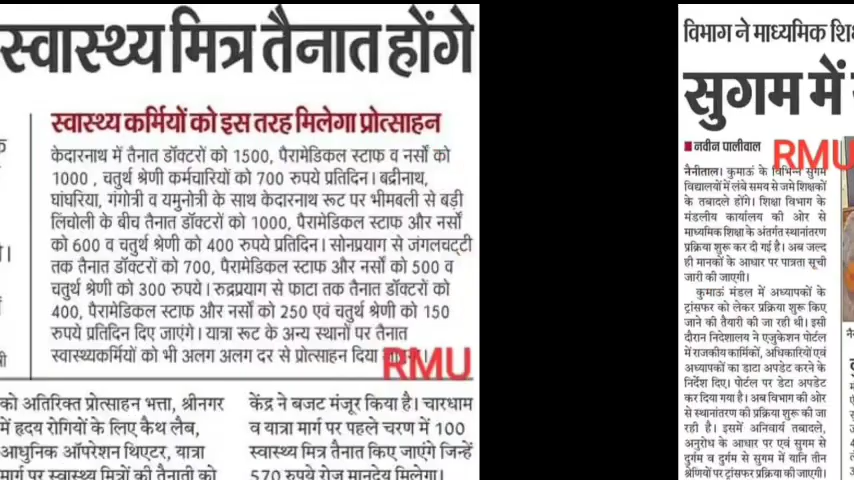 स्वास्थ्य मित्र तैनात होंगे
स्वास्थ्य कर्मियों को इस तरह मिलेगा प्रोत्साहन
केदारनाथ में तैनात डॉक्टरों को 1500, पैरामेडिकल स्टाफ व नर्सों को
1000 , चतुर्थ श्रेणी कर्मचारियों को 700 रुपये प्रतिदिन। बद्रीनाथ,
घांघरिया, गंगोत्री व यमुनोत्री के साथ केदारनाथ रूट पर भीमबली से बड़ी
लिंचोली के बीच तैनात डॉक्टरों को 1000, पैरामेडिकल स्टाफ और नर्सों
को 600 व चतुर्थ श्रेणी को 400 रुपये प्रतिदिन। सोनप्रयाग से जंगलचट्टी
तक तैनात डॉक्टरों को 700, पैरामेडिकल स्टाफ और नर्सों को 500 व
चतुर्थ श्रेणी को 300 रुपये। रुद्रप्रयाग से फाटा तक तैनात डॉक्टरों को
400, पैरामेडिकल स्टाफ और नर्सों को 250 एवं चतुर्थ श्रेणी को 150
रुपये प्रतिदिन दिए जाएंगे। यात्रा रूट के अन्य स्थानों पर तैनात
स्वास्थ्यकर्मियों को भी अलग अलग दर से प्रोत्साहन दिया
RMU
को अतिरिक्त प्रोत्साहन भत्ता, श्रीनगर
में हृदय रोगियों के लिए कैथ लैब,
आधुनिक ऑपरेशन थिएटर, यात्रा
मार्ग पर स्वास्थ्य मित्रों की तैनाती को
केंद्र ने बजट मंजूर किया है। चारधाम
व यात्रा मार्ग पर पहले चरण में 100
स्वास्थ्य मित्र तैनात किए जाएंगे जिन्हें
570 रुपये रोज मानदेय मिलेगा।
विभाग ने माध्यमिक
सुगम में
नवीन पालीवाल
RMU
नैनीताल। कुमाऊं के विभिन्न सुगम
विद्यालयों में लंबे समय से जमे शिक्षकों
के तबादले होंगे। शिक्षा विभाग के
मंडलीय कार्यालय की ओर से
माध्यमिक शिक्षा के अंतर्गत स्थानांतरण
प्रक्रिया शुरू कर दी गई है। अब जल्द
ही मानकों के आधार पर पात्रता सूची
जारी की जाएगी।
कुमाऊं मंडल में अध्यापकों के
ट्रांसफर को लेकर प्रक्रिया शुरू किए
जाने की तैयारी की जा रही थी। इसी
दौरान निदेशालय ने एजुकेशन पोर्टल
में राजकीय कार्मिकों, अधिकारियों एवं
अध्यापकों का डाटा अपडेट करने के
निर्देश दिए। पोर्टल पर डेटा अपडेट
कर दिया गया है। अब विभाग की ओर
से स्थानांतरण की प्रक्रिया शुरू की जा
रही है। इसमें अनिवार्य तबादले,
अनुरोध के आधार पर एवं सुगम से
दुर्गम व दुर्गम से सुगम में यानि तीन
श्रेणियों पर ट्रांसफर प्रक्रिया की जाएगी।